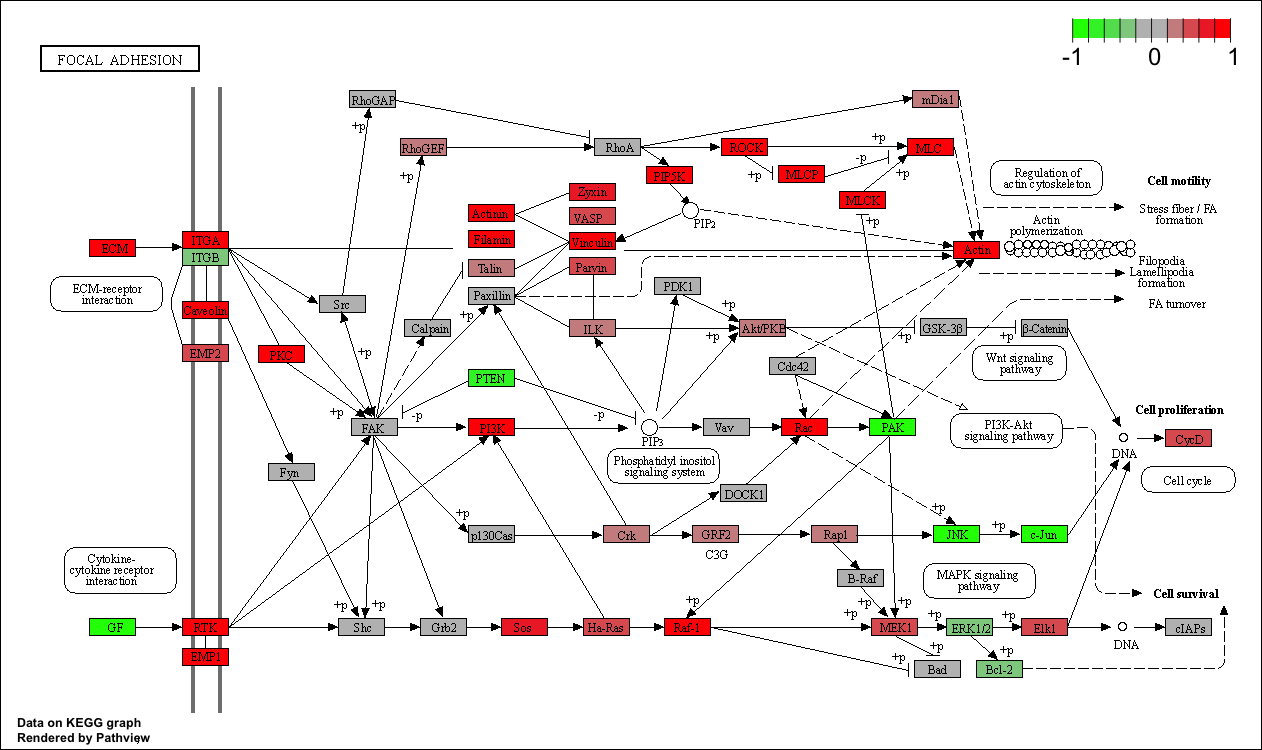 -1 0 1
FOCAL ADHESION
RhoGAP
mDia1
+p
RhoGEF
RhoA
ROCK
+p
MLC
-p
+p
MLCP
+p
PIP5K
+p
Regulation of
actin cytoskeleton
Cell motility
Zyxin
MLCK
+p
Actinin
VASP
PIP2
Stress fiber / FA
formation
Actin
polymerization
ECM
ITGA
Filamin
Vinculin
Actin
ITGB
Talin
Parvin
Filopodia
Lamellipodia
formation
ECM-receptor
interaction
PDK1
Paxillin
Src
FA turnover
Caveolin
+p
+p
Calpain
ILK
+p
Akt/PKB
GSK-3β
+p
+p
β-Catenin
EMP2
PKC
+p
Cdc42
Wnt signaling
pathway
PTEN
+p
-p
-p
Cell proliferation
FAK
PI3K
PIP3
Vav
Rac
PAK
PI3K-Akt
signaling pathway
DNA
CycD
Phosphatidyl inositol
signaling system
Fyn
Cell cycle
DOCK1
+p
+p
+p
p130Cas
Crk
GRF2
Rap1
JNK
c-Jun
C3G
Cytokine-
cytokine receptor
interaction
B-Raf
MAPK signaling
pathway
+p
+p
+p
+p
+p
Cell survival
+p
+p
+p
GF
RTK
Shc
Grb2
Sos
Ha-Ras
Raf-1
MEK1
ERK1/2
Elk1
DNA
cIAPs
EMP1
+p
+p
+p
Bad
Bcl-2
Data on KEGG graph
Rendered by Pathview